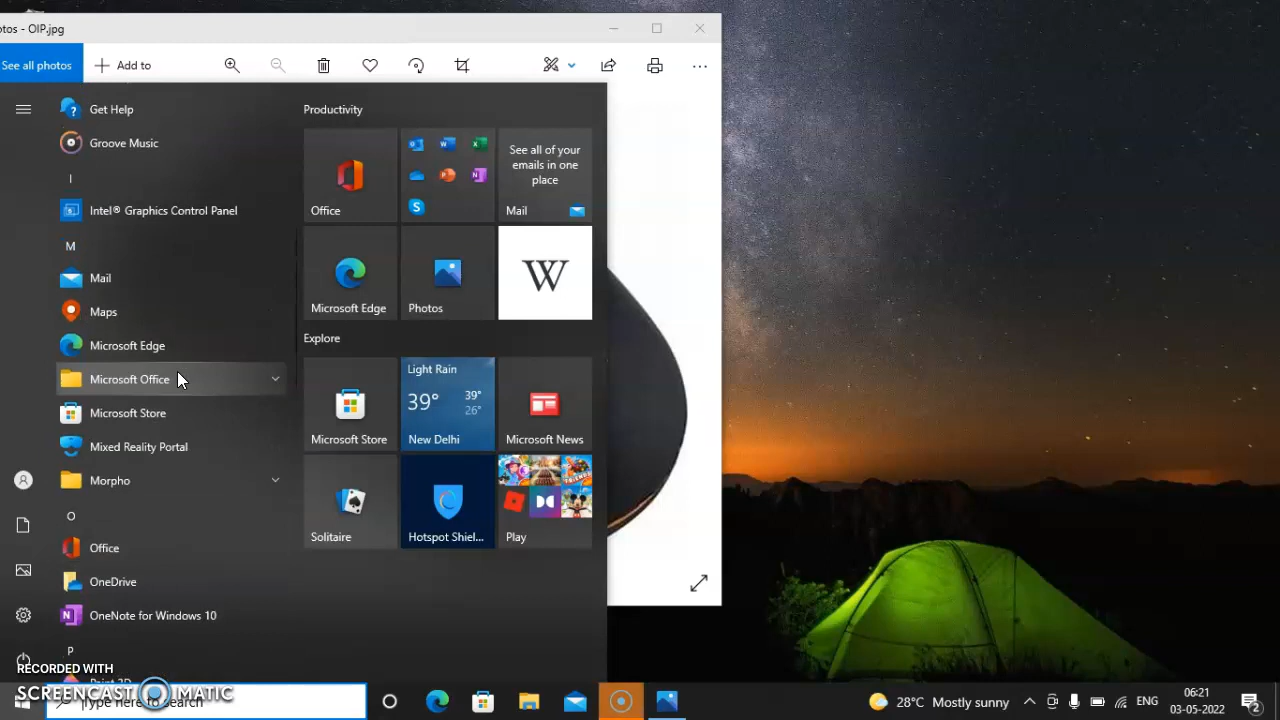 otos - OIP.jpg
See all photos
Add to
Get Help
Groove Music
I
Intel® Graphics Control Panel
M
Mail
Maps
Microsoft Edge
Microsoft Office
Microsoft Store
Mixed Reality Portal
Morpho
O
Office
OneDrive
OneNote for Windows 10
P
Paint 3D
Productivity
Office
See all of your
emails in one
place
Mail
Microsoft Edge
Photos
W
Explore
Microsoft Store
Light Rain
39° 39°
26°
New Delhi
Microsoft News
Solitaire
Hotspot Shiel...
Play
RECORDED WITH
SCREENCAST MATIC
Type here to search
28°C Mostly sunny
ENG
06:21
03-05-2022
2